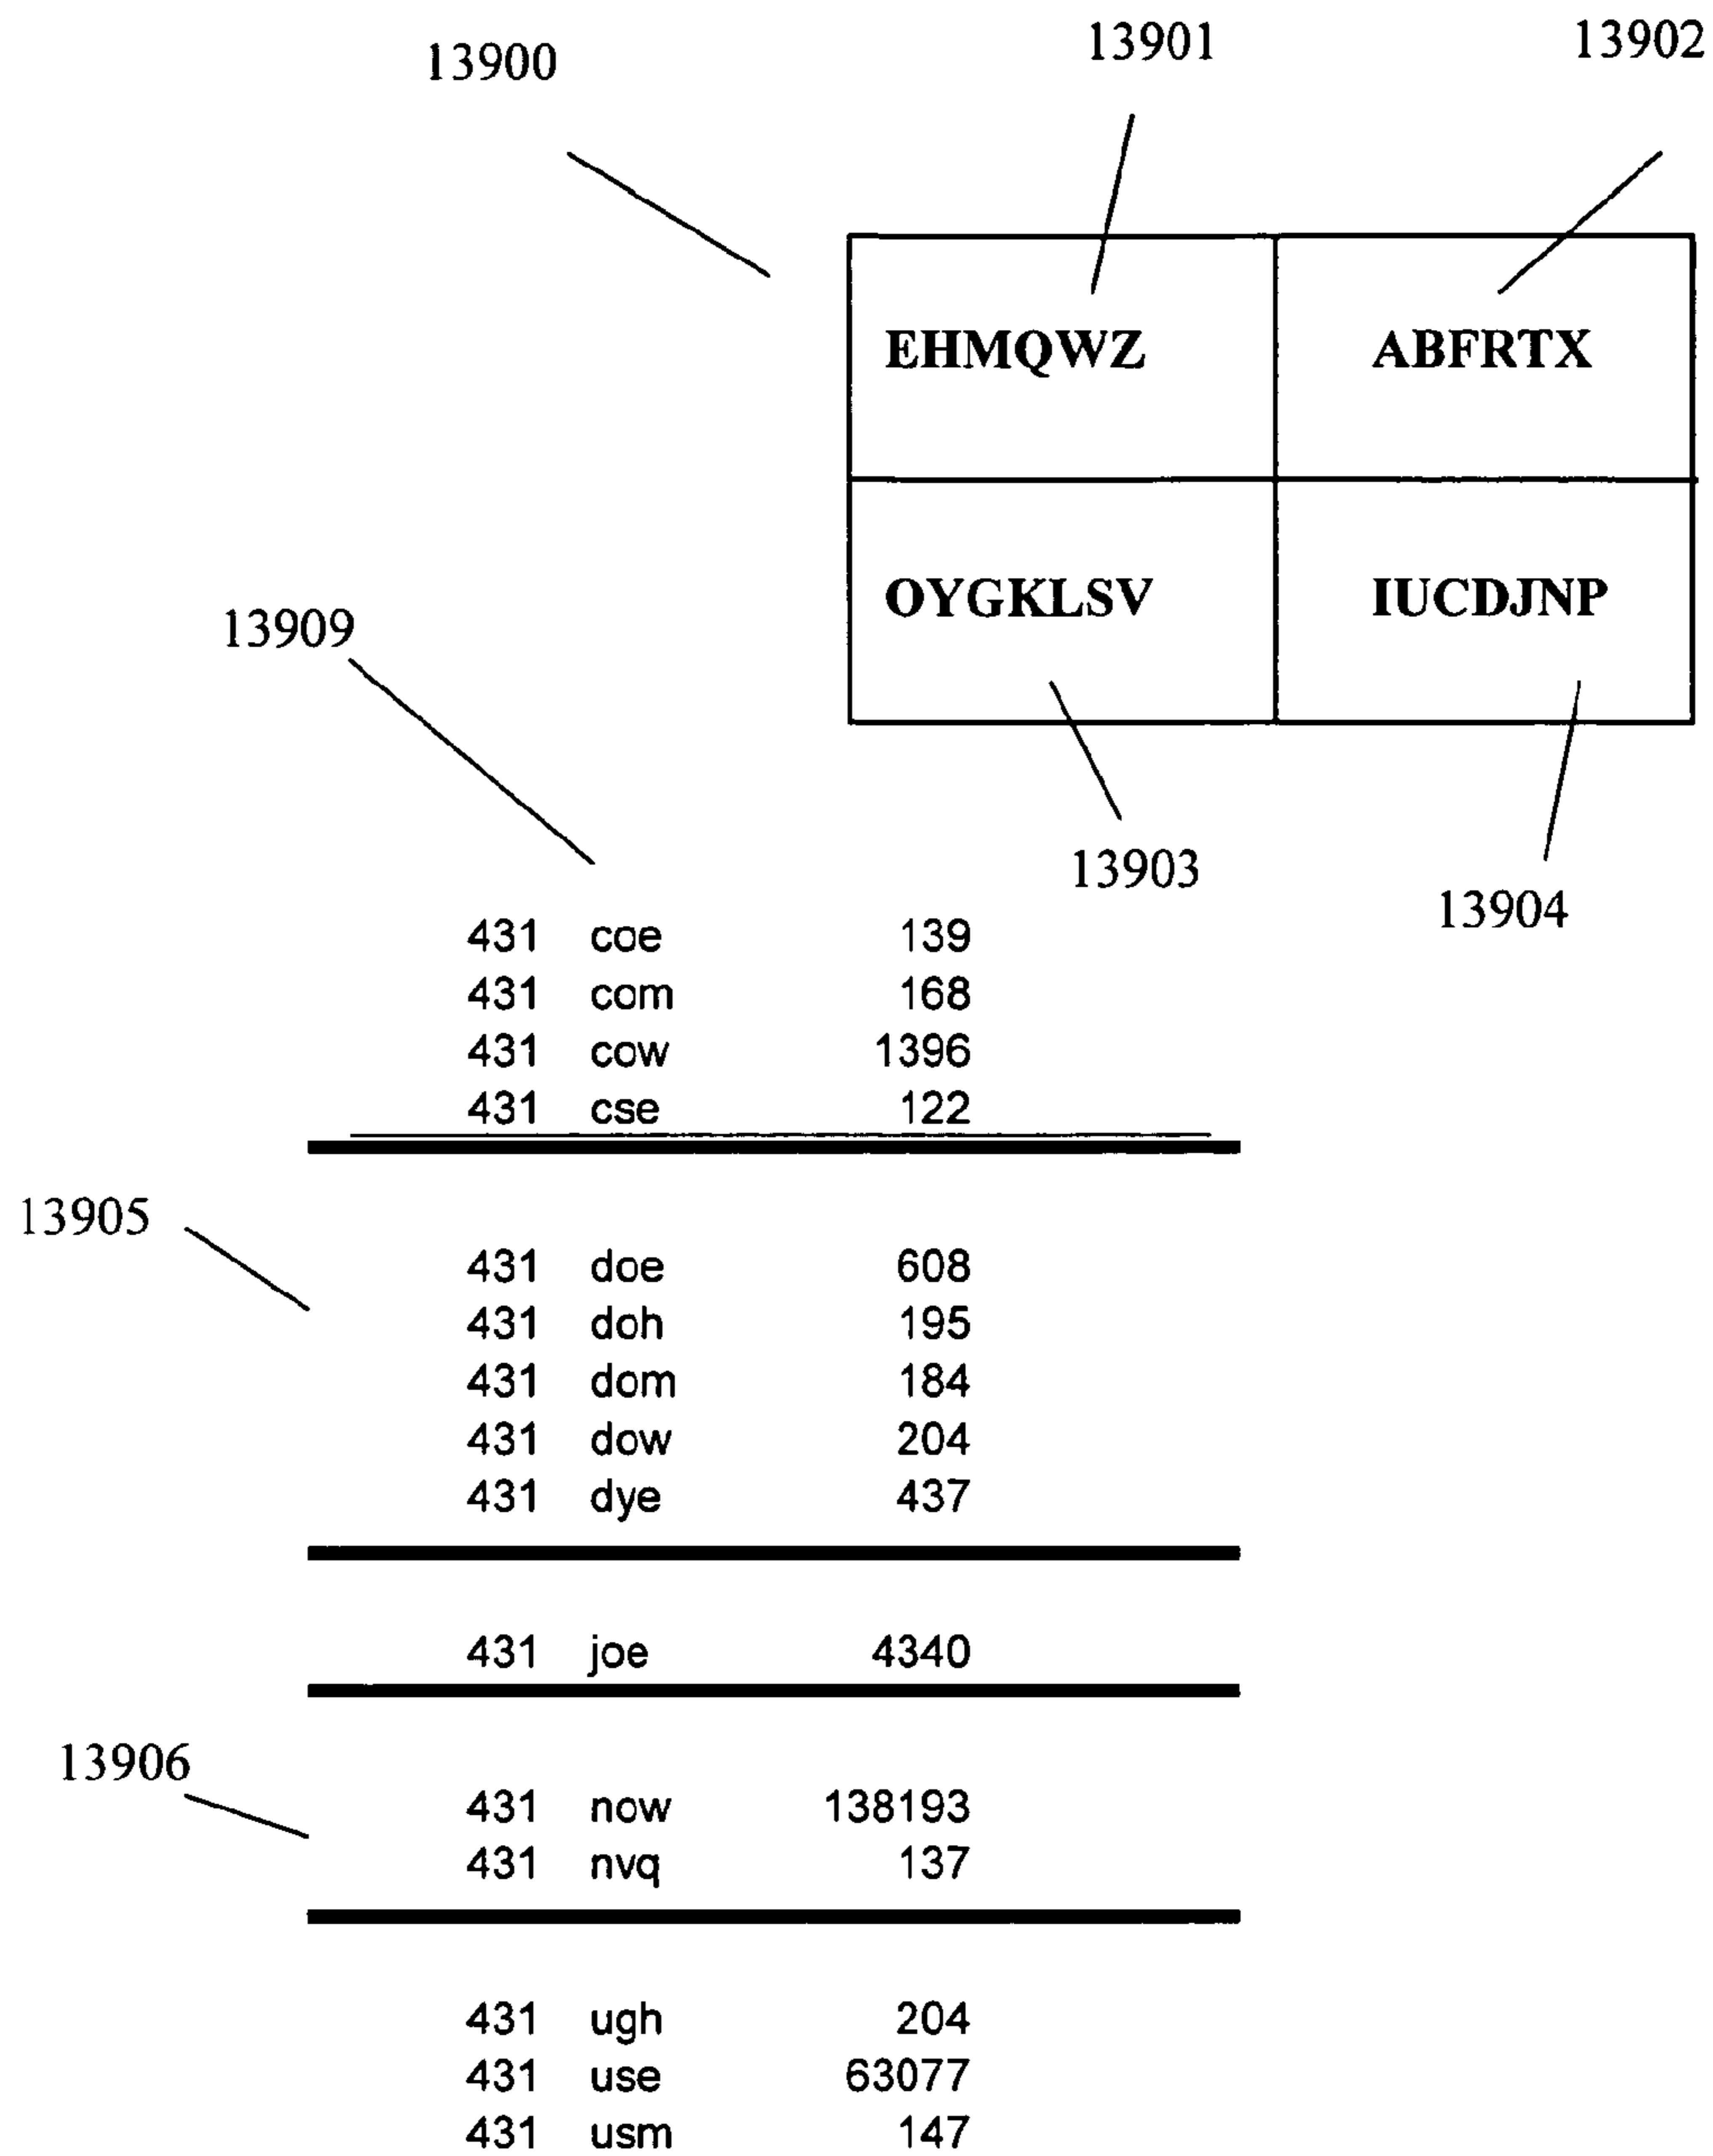 13900 13901 13902
EHMQWZ ABFRTX
OYGKLSV IUCDJNP
13909
13903
13904
431 coe 139
431 com 168
431 cow 1396
431 cse 122
13905
431 doe 608
431 doh 195
431 dom 184
431 dow 204
431 dye 437
431 joe 4340
13906
431 now 138193
431 nvq 137
431 ugh 204
431 use 63077
431 usm 147